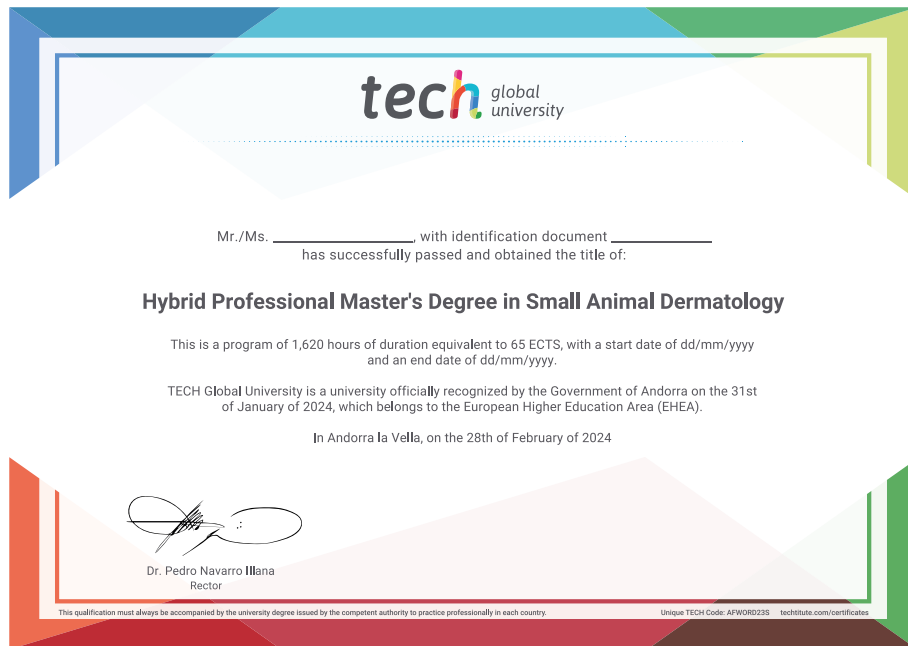 tech global university
Mr./Ms. ____________________, with identification document ______________
has successfully passed and obtained the title of:
Hybrid Professional Master's Degree in Small Animal Dermatology
This is a program of 1,620 hours of duration equivalent to 65 ECTS, with a start date of dd/mm/yyyy
and an end date of dd/mm/yyyy.
TECH Global University is a university officially recognized by the Government of Andorra on the 31st
of January of 2024, which belongs to the European Higher Education Area (EHEA).
In Andorra la Vella, on the 28th of February of 2024
Dr. Pedro Navarro Illana
Rector
This qualification must always be accompanied by the university degree issued by the competent authority to practice professionally in each country. Unique TECH Code: AFWORD23S techtitute.com/certificates